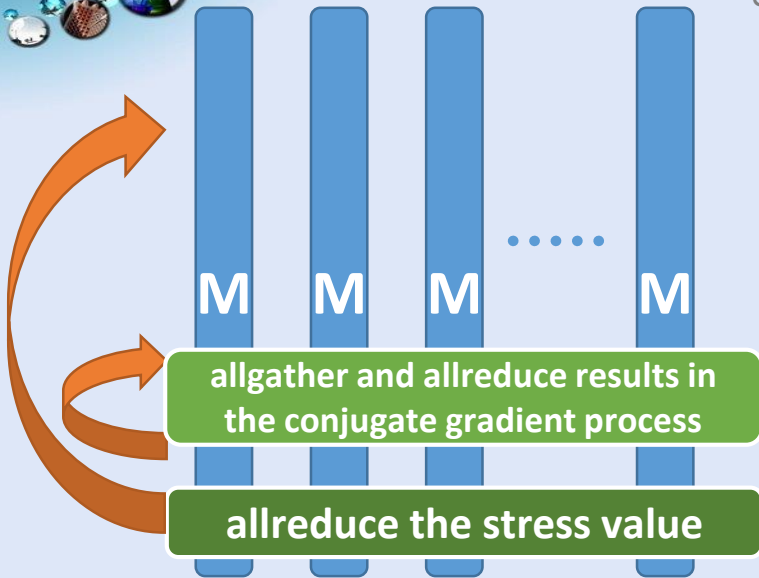 M M M M
allgather and allreduce results in
the conjugate gradient process
allreduce the stress value